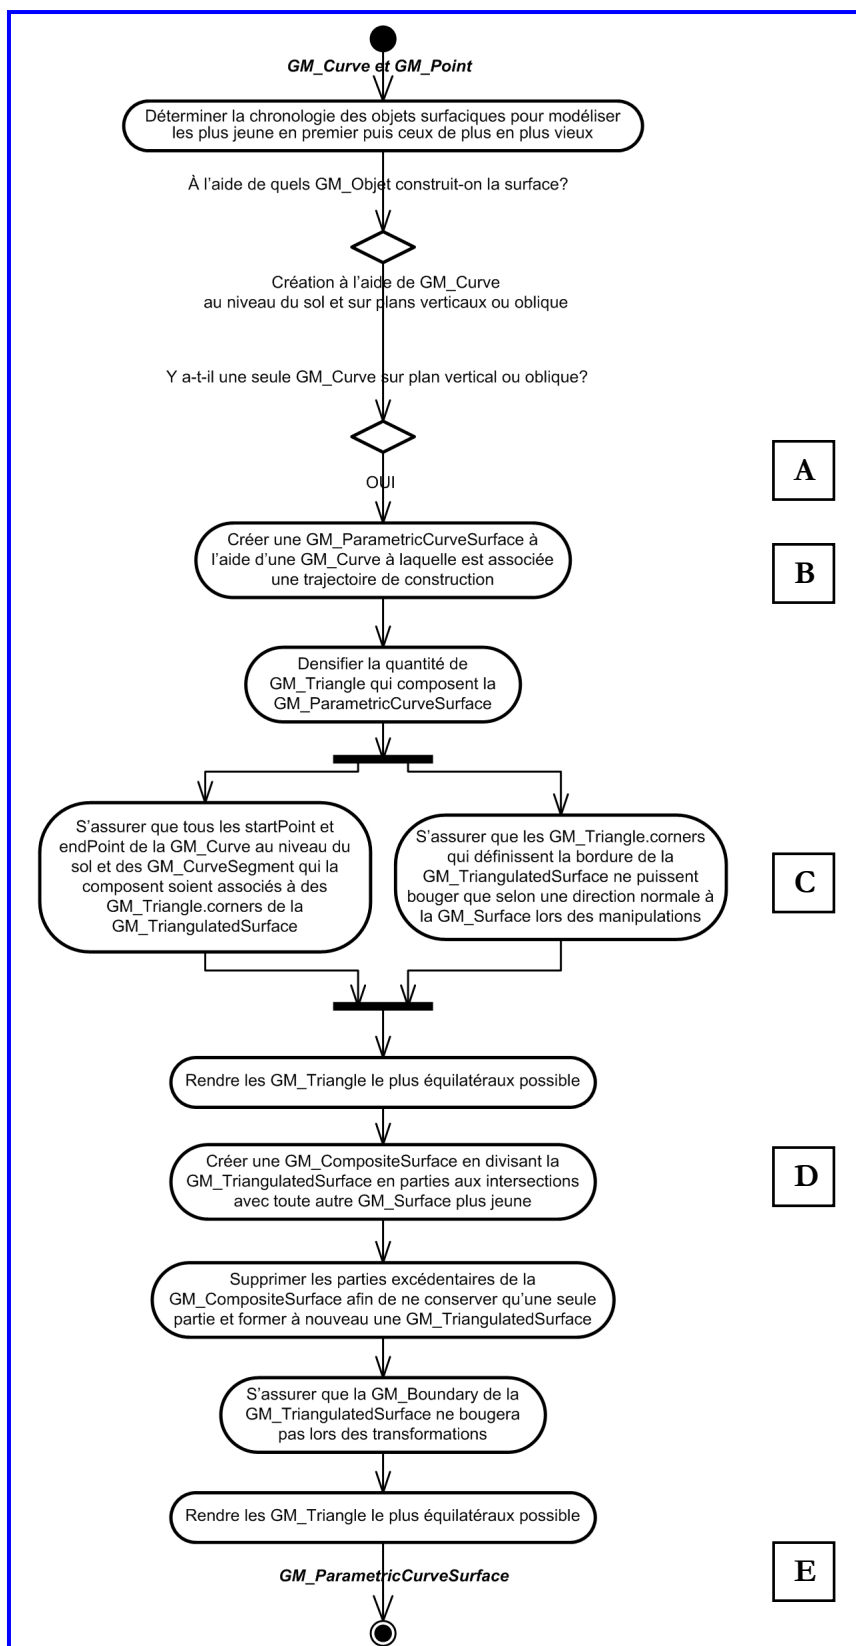 GM_Curve et GM_Point
Déterminer la chronologie des objets surfaciques pour modéliser
les plus jeune en premier puis ceux de plus en plus vieux
À l'aide de quels GM_Objet construit-on la surface?
Création à l'aide de GM_Curve
au niveau du sol et sur plans verticaux ou oblique
Y a-t-il une seule GM_Curve sur plan vertical ou oblique?
A
OUI
Créer une GM_ParametricCurveSurface à
l'aide d'une GM_Curve à laquelle est associée
une trajectoire de construction
B
Densifier la quantité de
GM_Triangle qui composent la
GM_ParametricCurveSurface
S'assurer que tous les startPoint et
endPoint de la GM_Curve au niveau du
sol et des GM_CurveSegment qui la
composent soient associés à des
GM_Triangle.corners de la
GM_TriangulatedSurface
S'assurer que les GM_Triangle.corners
qui définissent la bordure de la
GM_TriangulatedSurface ne puissent
bouger que selon une direction normale à
la GM_Surface lors des manipulations
C
Rendre les GM_Triangle le plus équilatéraux possible
Créer une GM_CompositeSurface en divisant la
GM_TriangulatedSurface en parties aux intersections
avec toute autre GM_Surface plus jeune
D
Supprimer les parties excédentaires de la
GM_CompositeSurface afin de ne conserver qu'une seule
partie et former à nouveau une GM_TriangulatedSurface
S'assurer que la GM_Boundary de la
GM_TriangulatedSurface ne bougera
pas lors des transformations
Rendre les GM_Triangle le plus équilatéraux possible
GM_ParametricCurveSurface
E